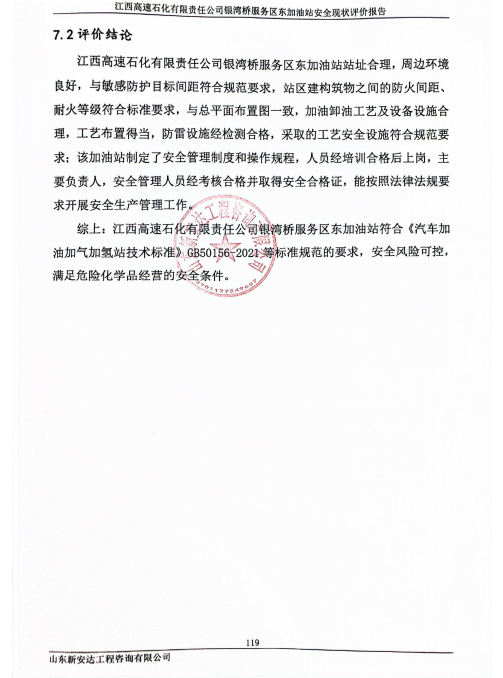 江西高速石化有限责任公司银湾桥服务区东加油站安全现状评价报告
7.2 评价结论
江西高速石化有限责任公司银湾桥服务区东加油站站址合理，周边环境
良好，与敏感防护目标间距符合规范要求，站区建构筑物之间的防火间距、
耐火等级符合标准要求，与总平面布置图一致，加油卸油工艺及设备设施合
理，工艺布置得当，防雷设施经检测合格，采取的工艺安全设施符合规范要
求；该加油站制定了安全管理制度和操作规程，人员经培训合格后上岗，主
要负责人，安全管理人员经考核合格并取得安全合格证，能按照法律法规要
求开展安全生产管理工作。
综上：江西高速石化有限责任公司银湾桥服务区东加油站符合《汽车加
油加气加氢站技术标准》GB50156-2021 等标准规范的要求，安全风险可控，
满足危险化学品经营的安全条件。
山东新安达工程咨询有限公司
119
山东新安达工程咨询有限公司